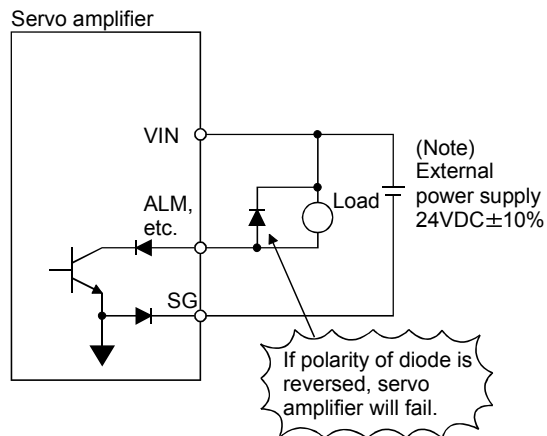 Servo amplifier
VIN
(Note)
External
power supply
24VDC±10%
Load
ALM,
etc.
SG
If polarity of diode is
reversed, servo
amplifier will fail.